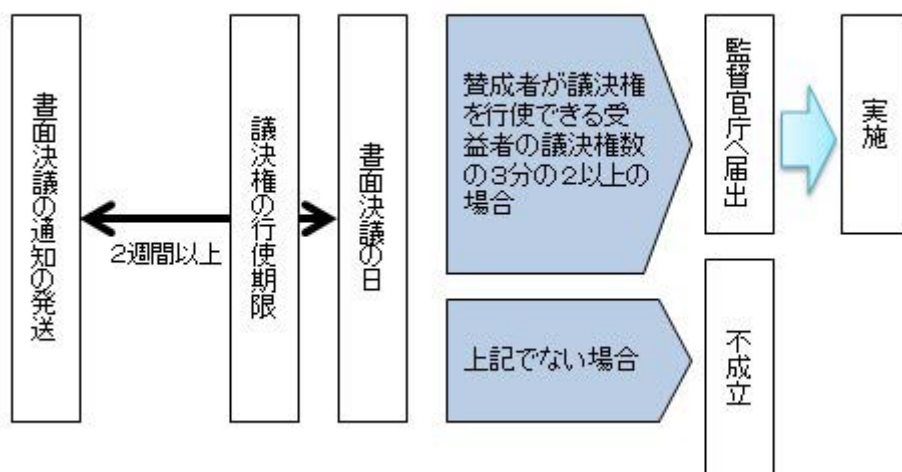 書面決議の通知の発送
2週間以上
議決権の行使期限
書面決議の日
賛成者が議決権
を行使できる受
益者の議決権数
の3分の2以上の
場合
監督官庁へ届出
実施
上記でない場合
不成立